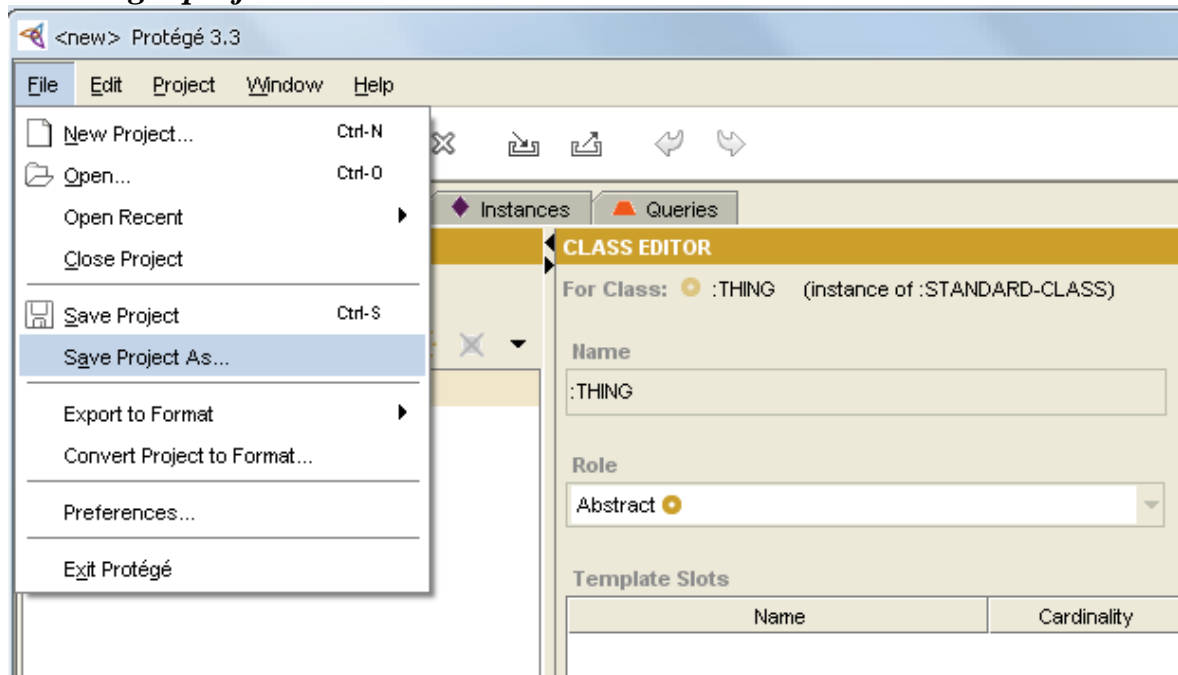 <new> Protégé 3.3
File Edit Project Window Help
New Project... Ctrl-N
Open... Ctrl-O
Open Recent
Close Project
Save Project Ctrl-S
Save Project As...
Export to Format
Convert Project to Format...
Preferences...
Exit Protégé
Instances Queries
CLASS EDITOR
For Class: :THING (instance of :STANDARD-CLASS)
Name
:THING
Role
Abstract
Template Slots
Name Cardinality